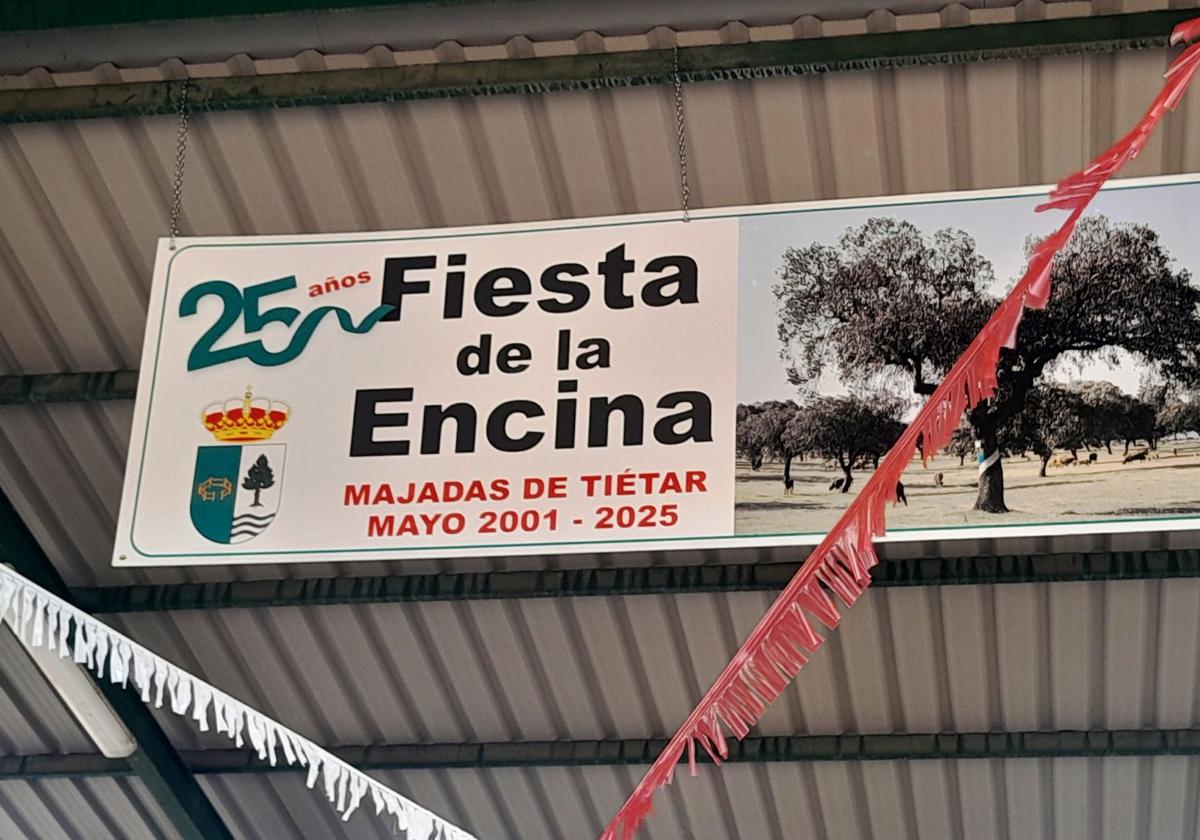 25 años
Fiesta
de la
Encina
MAJADAS DE TIÉTAR
MAYO 2001 - 2025